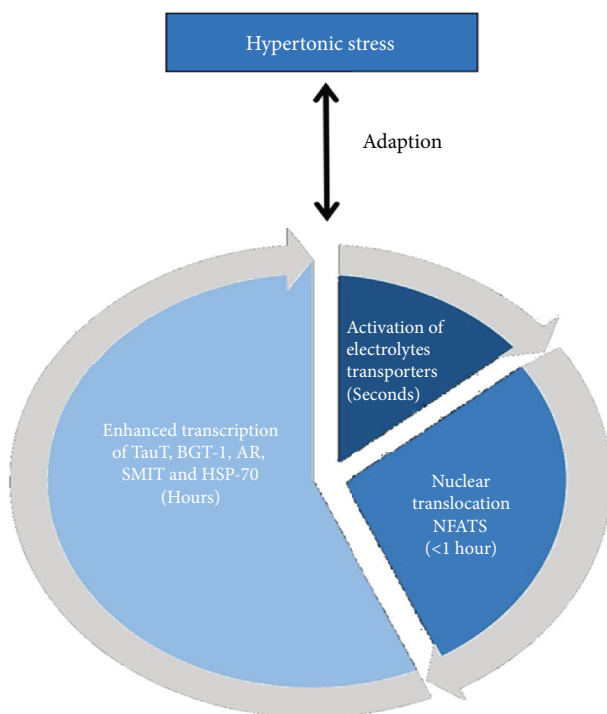 Hypertonic stress
Adaption
Activation of
electrolytes
transporters
(Seconds)
Enhanced transcription
of TauT, BGT-1, AR,
SMIT and HSP-70
(Hours)
Nuclear
translocation
NFATS
(<1 hour)